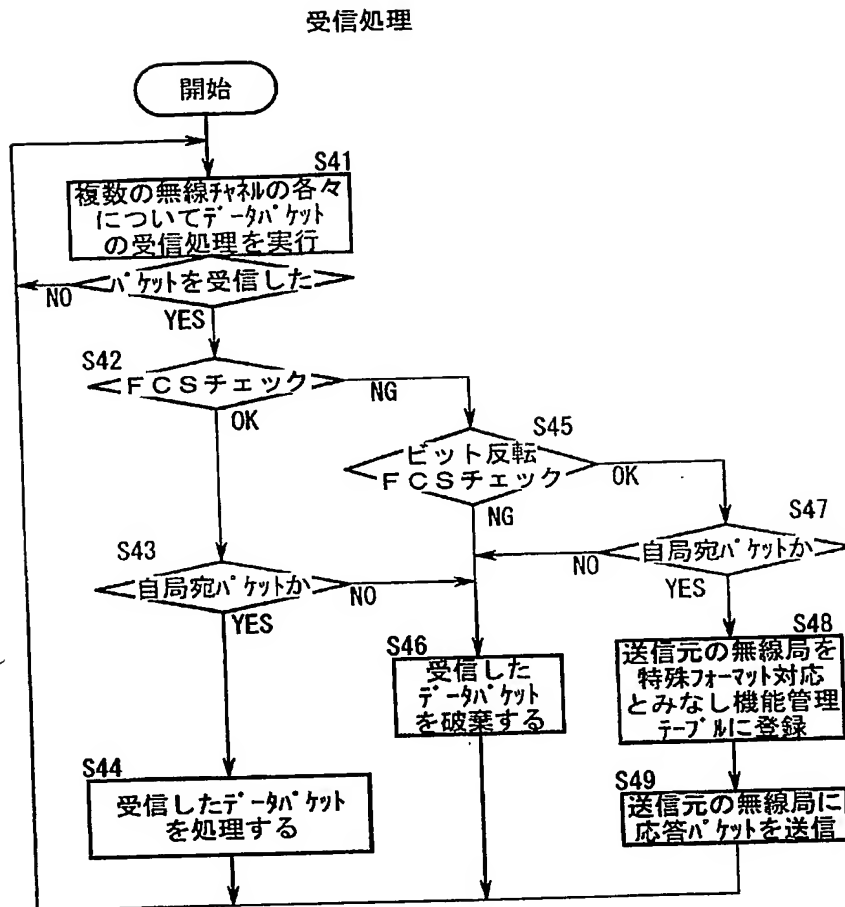 受信処理
開始
S41
複数の無線チャネルの各々
についてデータパケット
の受信処理を実行
パケットを受信した
NO
YES
S42
FCSチェック
NG
OK
S45
ビット反転
FCSチェック
OK
NG
S47
自局宛パケットか
NO
YES
S43
自局宛パケットか
NO
YES
S46
受信した
データパケット
を破棄する
S48
送信元の無線局を
特殊フォーマット対応
とみなし機能管理
テーブルに登録
S44
受信したデータパケット
を処理する
S49
送信元の無線局に
応答パケットを送信